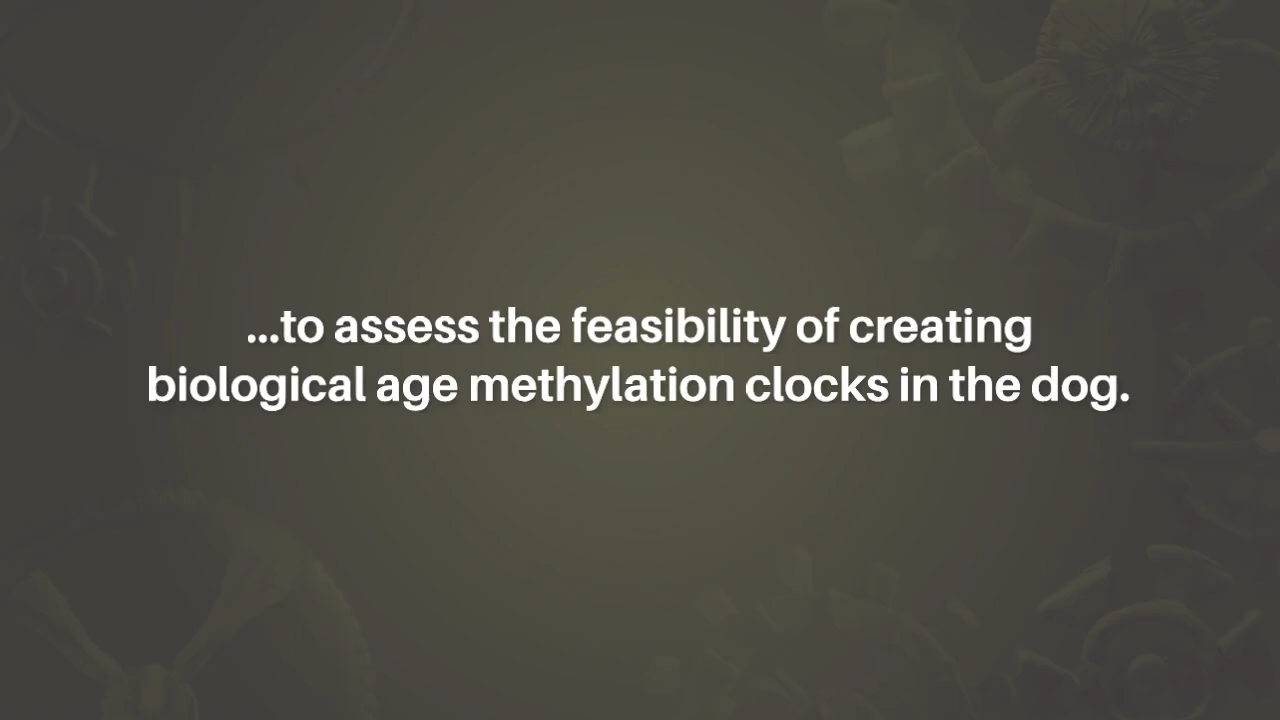 ...to assess the feasibility of creating
biological age methylation clocks in the dog.